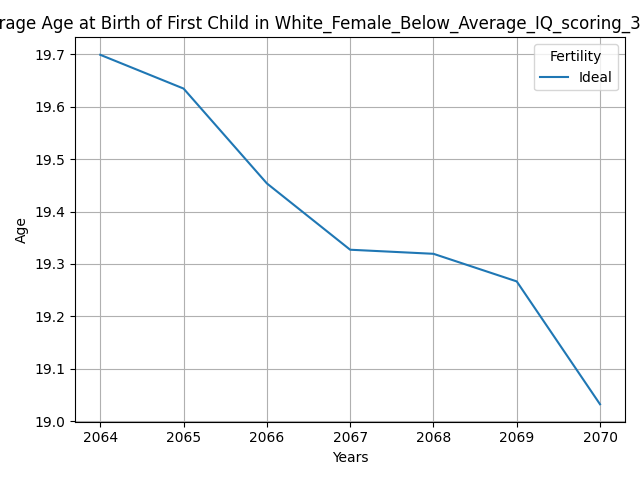 rage Age at Birth of First Child in White_Female_Below_Average_IQ_scoring_3
Fertility
Ideal
19.7
19.6
19.5
19.4
19.3
19.2
19.1
19.0
Age
2064 2065 2066 2067 2068 2069 2070
Years